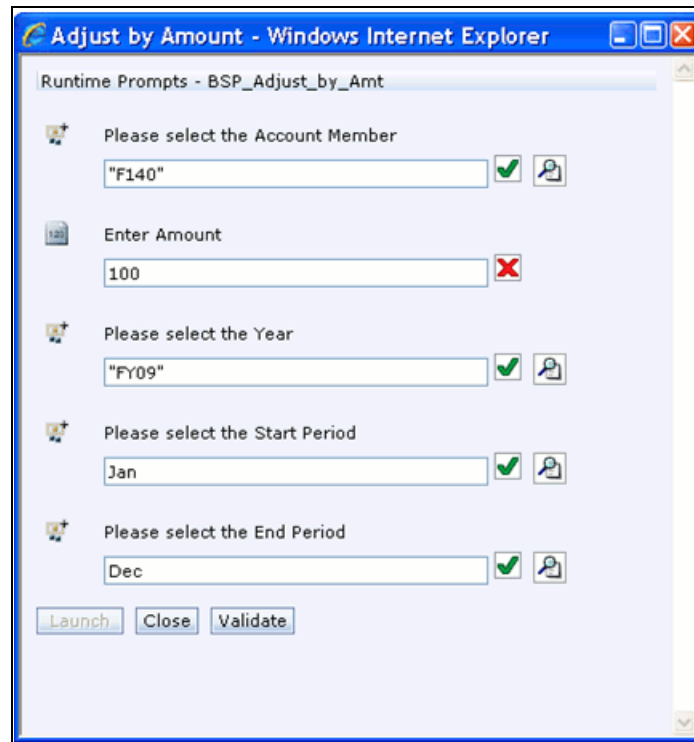 Adjust by Amount - Windows Internet Explorer
Runtime Prompts - BSP_Adjust_by_Amt
Please select the Account Member
"F140"
Enter Amount
100
Please select the Year
"FY09"
Please select the Start Period
Jan
Please select the End Period
Dec
Launch Close Validate